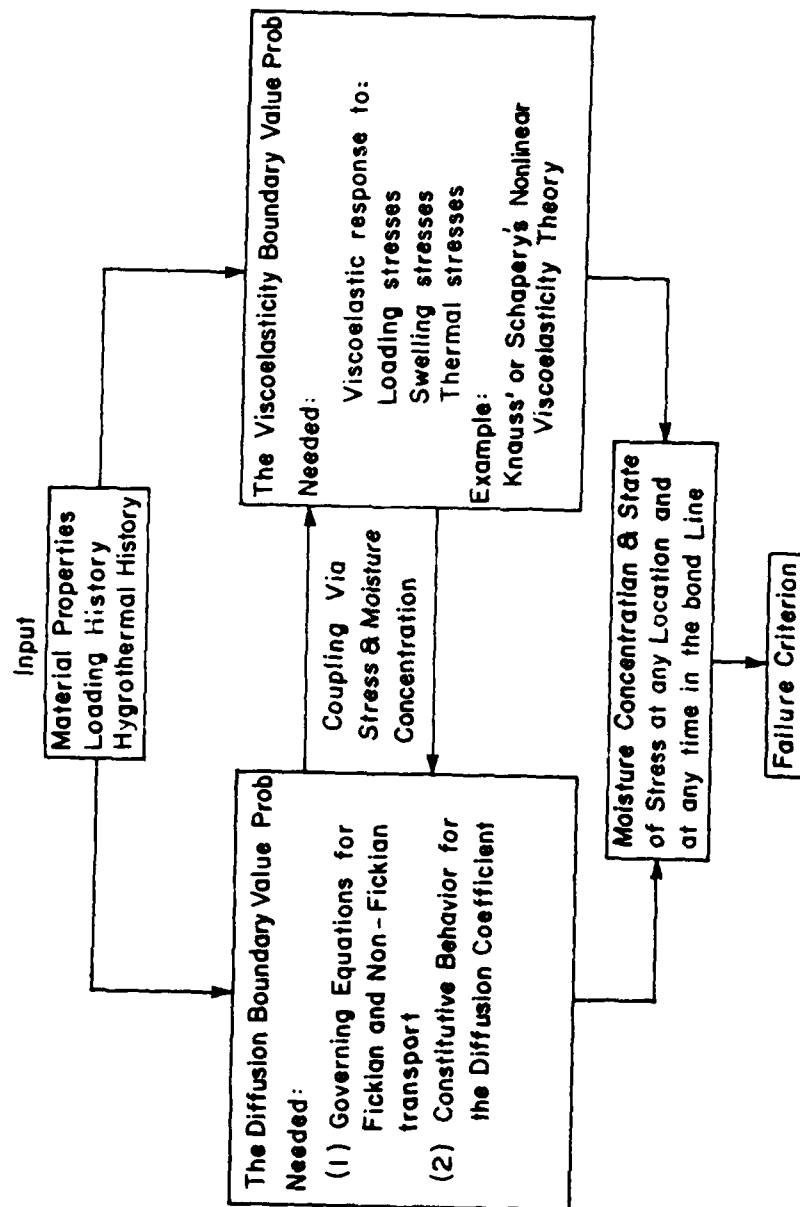 Input
Material Properties
Loading History
Hygrothermal History
The Diffusion Boundary Value Prob
Needed:
(1) Governing Equations for
Fickian and Non-Fickian
transport
(2) Constitutive Behavior for
the Diffusion Coefficient
Coupling Via
Stress & Moisture
Concentration
The Viscoelasticity Boundary Value Prob
Needed:
Viscoelastic response to:
Loading stresses
Swelling stresses
Thermal stresses
Example:
Knauss' or Schapery's Nonlinear
Viscoelasticity Theory
Moisture Concentration & State
of Stress at any Location and
at any time in the bond Line
Failure Criterion